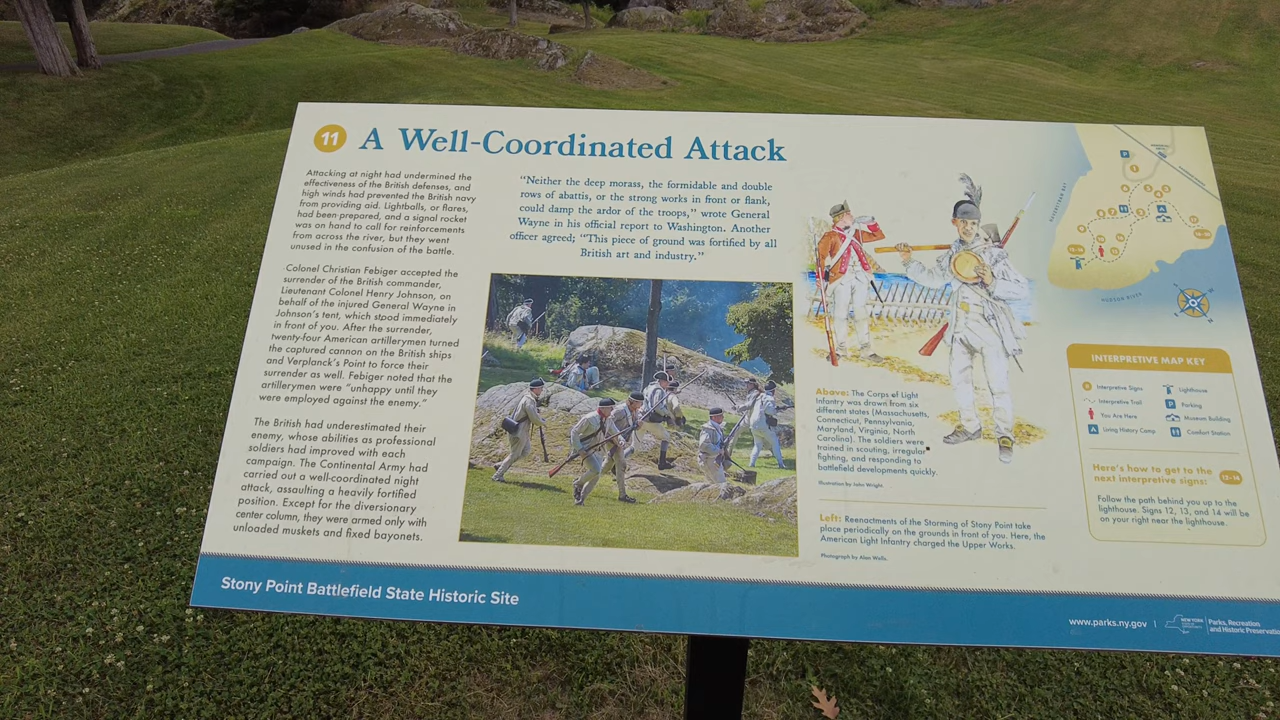 11 A Well-Coordinated Attack
Attacking at night had undermined the
effectiveness of the British defenses, and
high winds had prevented the British navy
from providing aid. Lightballs, or flares,
had been prepared, and a signal rocket
was on hand to call for reinforcements
from across the river, but they went
unused in the confusion of the battle.
Colonel Christian Febiger accepted the
surrender of the British commander,
Lieutenant Colonel Henry Johnson, on
behalf of the injured General Wayne in
Johnson's tent, which stood immediately
in front of you. After the surrender,
twenty-four American artillerymen turned
the captured cannon on the British ships
and Verplanck's Point to force their
surrender as well. Febiger noted that the
artillerymen were "unhappy until they
were employed against the enemy."
The British had underestimated their
enemy, whose abilities as professional
soldiers had improved with each
campaign. The Continental Army had
carried out a well-coordinated night
attack, assaulting a heavily fortified
position. Except for the diversionary
center column, they were armed only with
unloaded muskets and fixed bayonets.
"Neither the deep morass, the formidable and double
rows of abattis, or the strong works in front or flank,
could damp the ardor of the troops," wrote General
Wayne in his official report to Washington. Another
officer agreed; "This piece of ground was fortified by all
British art and industry."
Above: The Corps of Light
Infantry was drawn from six
different states (Massachusetts,
Connecticut, Pennsylvania,
Maryland, Virginia, North
Carolina). The soldiers were
trained in scouting, irregular
fighting, and responding to
battlefield developments quickly.
Illustration by John Wright.
Left: Reenactments of the Storming of Stony Point take
place periodically on the grounds in front of you. Here, the
American Light Infantry charged the Upper Works.
Photograph by Alan Wells.
HUDSON RIVER
INTERPRETIVE MAP KEY
Interpretive Signs
Interpretive Trail
You Are Here
Living History Camp
Lighthouse
P Parking
Museum Building
Comfort Station
Here's how to get to the
next interpretive signs: 12-14
Follow the path behind you up to the
lighthouse. Signs 12, 13, and 14 will be
on your right near the lighthouse.
Stony Point Battlefield State Historic Site
www.parks.ny.gov
Parks, Recreation
and Historic Preservation